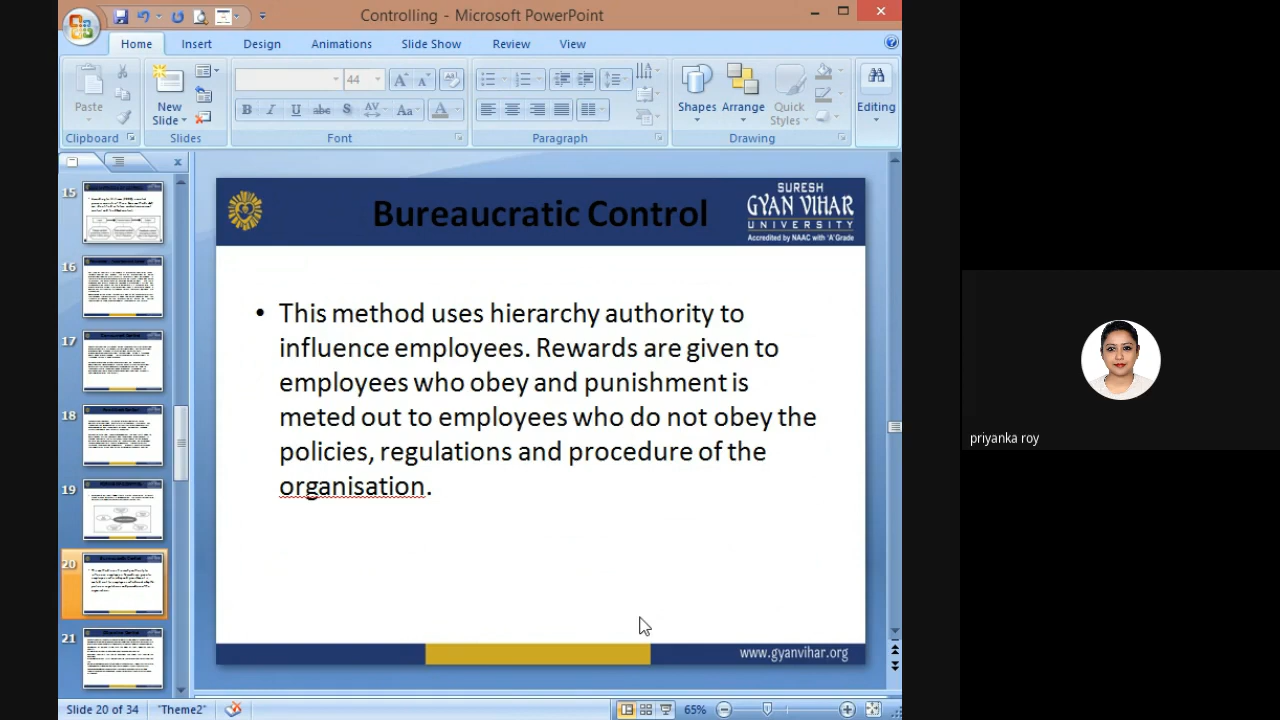 Controlling - Microsoft PowerPoint
Home Insert Design Animations Slide Show Review View
Paste
New Slide
44
B I U abc S AV Aa A
Shapes Arrange Quick Styles
Editing
Clipboard Slides Font Paragraph Drawing
15
16
17
18
19
20
21
Bureaucratic Control
SURESH
GYAN VIHAR
UNIVERSITY
Accredited by NAAC with 'A' Grade
• This method uses hierarchy authority to
influence employees. Rewards are given to
employees who obey and punishment is
meted out to employees who do not obey the
policies, regulations and procedure of the
organisation.
www.gyanvihar.org
priyanka roy
Slide 20 of 34 "Theme2" 65%